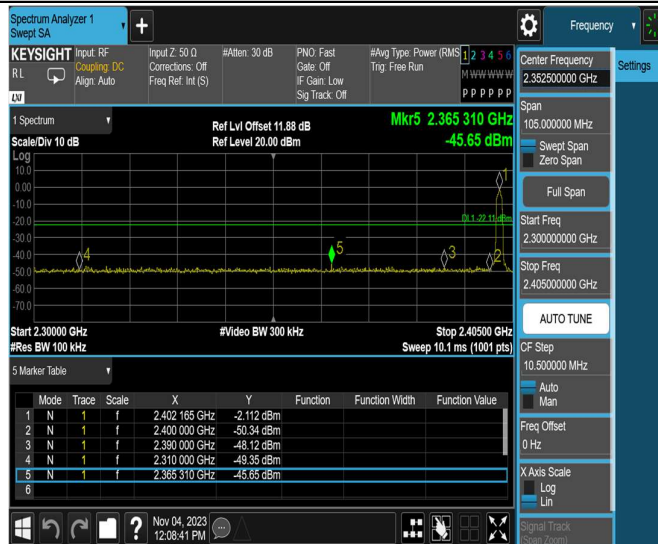 Spectrum Analyzer 1
Swept SA
Frequency
KEYSIGHT
RL
LXI
Input: RF
Coupling: DC
Align: Auto
Input Z: 50 Ω
Corrections: Off
Freq Ref: Int (S)
#Atten: 30 dB
PNO: Fast
Gate: Off
IF Gain: Low
Sig Track: Off
#Avg Type: Power (RMS
Trig: Free Run
1 2 3 4 5 6
M W W W W W
P P P P P P
1 Spectrum
Scale/Div 10 dB
Ref Lvl Offset 11.88 dB
Ref Level 20.00 dBm
Mkr5 2.365 310 GHz
-45.65 dBm
Log
10.0
0.00
-10.0
-20.0
-30.0
-40.0
-50.0
-60.0
-70.0
1
DL1 -22.11 dBm
4
5
3
2
Start 2.30000 GHz
#Video BW 300 kHz
Stop 2.40500 GHz
#Res BW 100 kHz
Sweep 10.1 ms (1001 pts)
5 Marker Table
Mode Trace Scale X Y Function Function Width Function Value
1 N 1 f 2.402 165 GHz -2.112 dBm
2 N 1 f 2.400 000 GHz -50.34 dBm
3 N 1 f 2.390 000 GHz -48.12 dBm
4 N 1 f 2.310 000 GHz -49.35 dBm
5 N 1 f 2.365 310 GHz -45.65 dBm
6
?
Nov 04, 2023
12:08:41 PM
Center Frequency
2.352500000 GHz
Settings
Span
105.000000 MHz
Swept Span
Zero Span
Full Span
Start Freq
2.300000000 GHz
Stop Freq
2.405000000 GHz
AUTO TUNE
CF Step
10.500000 MHz
Auto
Man
Freq Offset
0 Hz
X Axis Scale
Log
Lin
Signal Track
(Span Zoom)